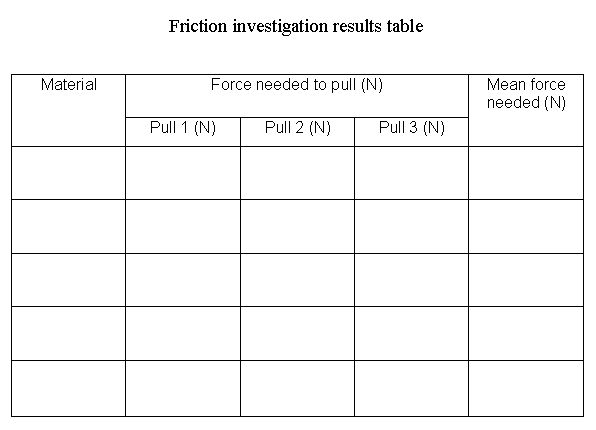 Friction investigation results table
Material
Force needed to pull (N)
Mean force
needed (N)
Pull 1 (N)
Pull 2 (N)
Pull 3 (N)